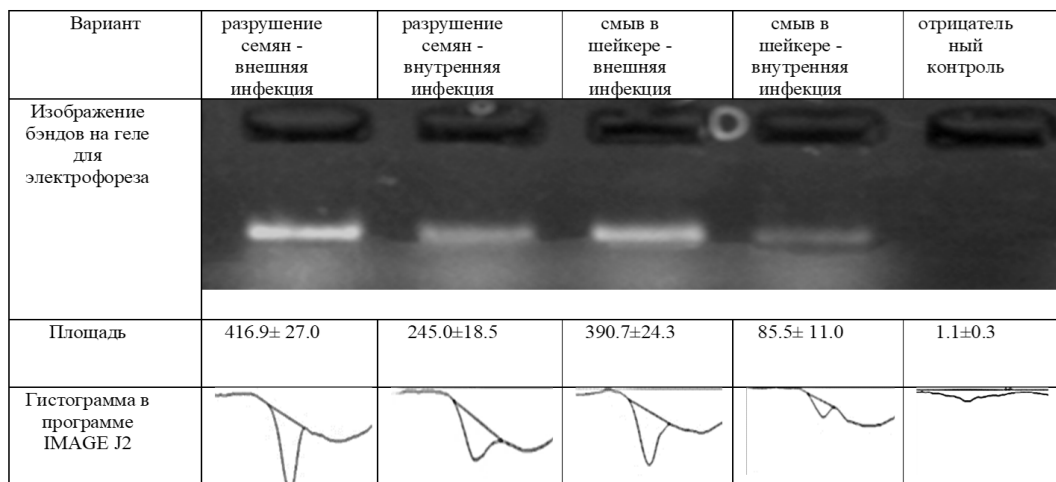 Вариант
разрушение
семян -
внешняя
инфекция
разрушение
семян -
внутренняя
инфекция
смыв в
шейкере -
внешняя
инфекция
смыв в
шейкере -
внутренняя
инфекция
отрицатель
ный
контроль
Изображение
бэндов на геле
для
электрофореза
Площадь
416.9± 27.0
245.0±18.5
390.7±24.3
85.5± 11.0
1.1±0.3
Гистограмма в
программе
IMAGE J2